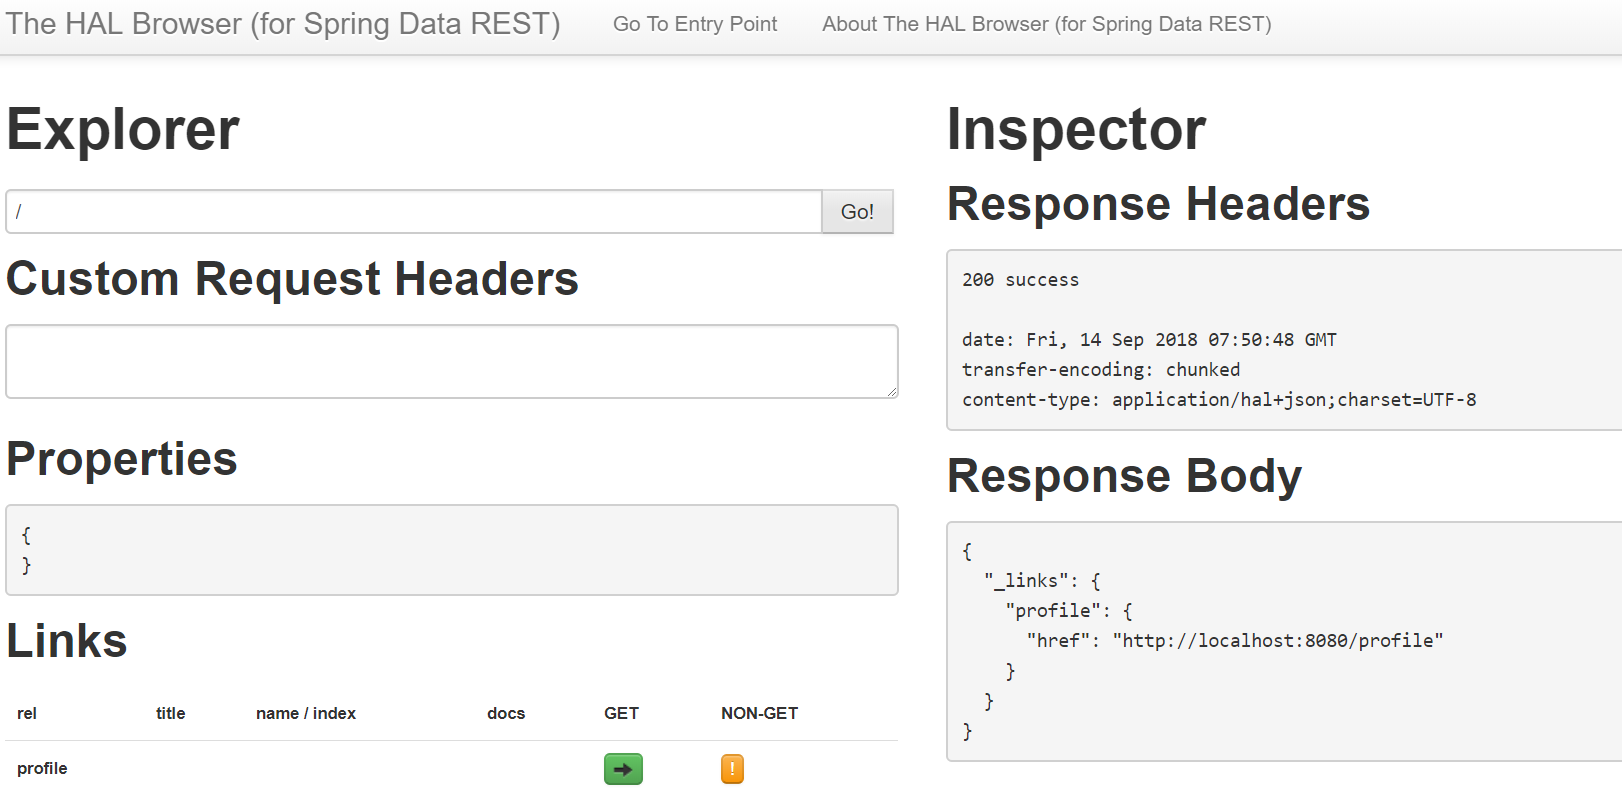 The HAL Browser (for Spring Data REST) Go To Entry Point About The HAL Browser (for Spring Data REST)
Explorer
/ Go!
Custom Request Headers
Properties
{
}
Links
rel title name / index docs GET NON-GET
profile !
Inspector
Response Headers
200 success
date: Fri, 14 Sep 2018 07:50:48 GMT
transfer-encoding: chunked
content-type: application/hal+json;charset=UTF-8
Response Body
{
  "_links": {
    "profile": {
      "href": "http://localhost:8080/profile"
    }
  }
}